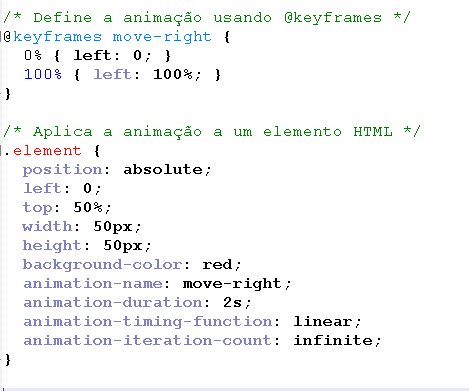 /* Define a animação usando @keyframes */
@keyframes move-right {
  0% { left: 0; }
  100% { left: 100%; }
}

/* Aplica a animação a um elemento HTML */
.element {
  position: absolute;
  left: 0;
  top: 50%;
  width: 50px;
  height: 50px;
  background-color: red;
  animation-name: move-right;
  animation-duration: 2s;
  animation-timing-function: linear;
  animation-iteration-count: infinite;
}